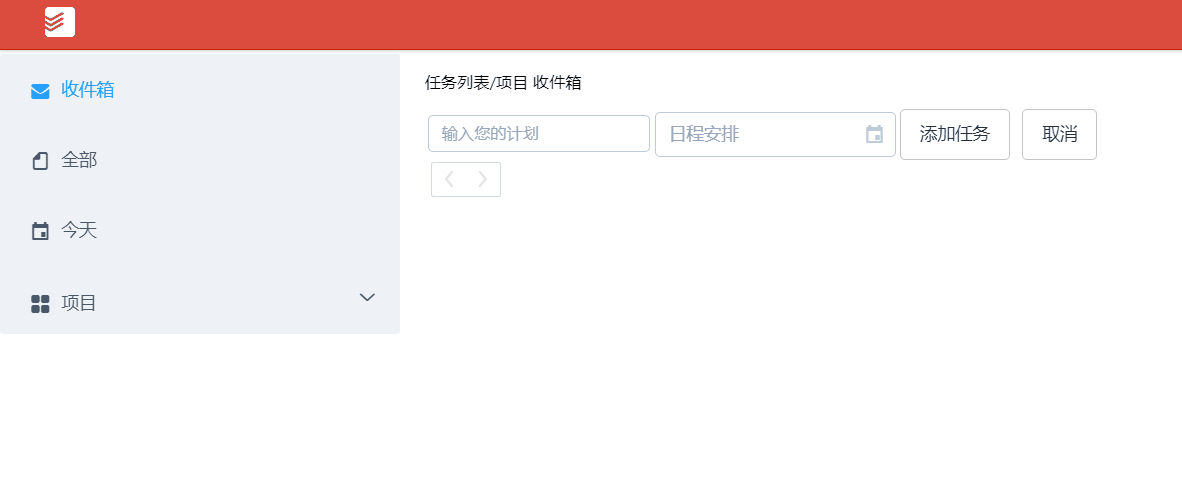 收件箱
全部
今天
项目
任务列表/项目 收件箱
输入您的计划 日程安排 添加任务 取消